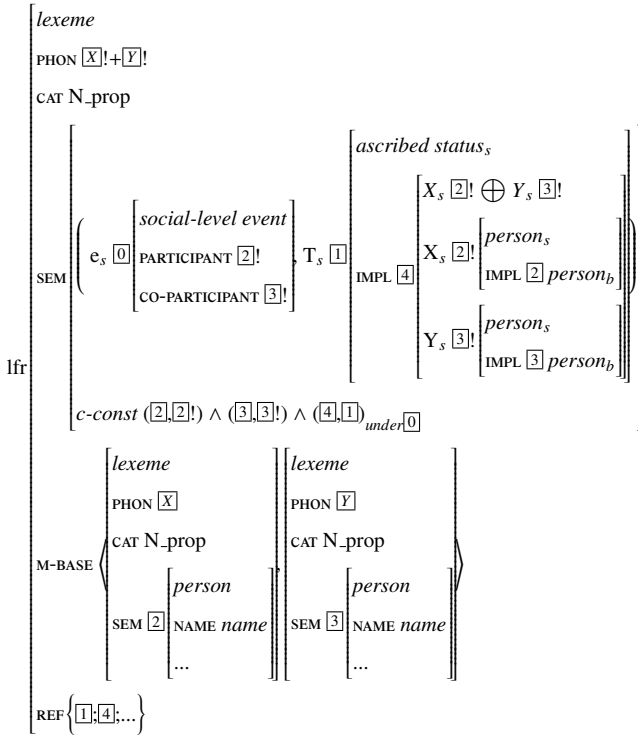 lexeme
PHON [X]!+[Y]!
CAT N_prop
ascribed status_s
X_s [2]! ⊕ Y_s [3]!
social-level event
person_s
e_s [0] PARTICIPANT [2]! , T_s [1] IMPL [4] X_s [2]! IMPL [2] person_b
SEM CO-PARTICIPANT [3]!
person_s
Y_s [3]! IMPL [3] person_b
lfr
c-const ([2],[2]!) ∧ ([3],[3]!) ∧ ([4],[1])_under[0]
lexeme lexeme
PHON [X] PHON [Y]
CAT N_prop CAT N_prop
M-BASE ⟨ , ⟩
person person
SEM [2] NAME name SEM [3] NAME name
... ...
REF {[1];[4];...}